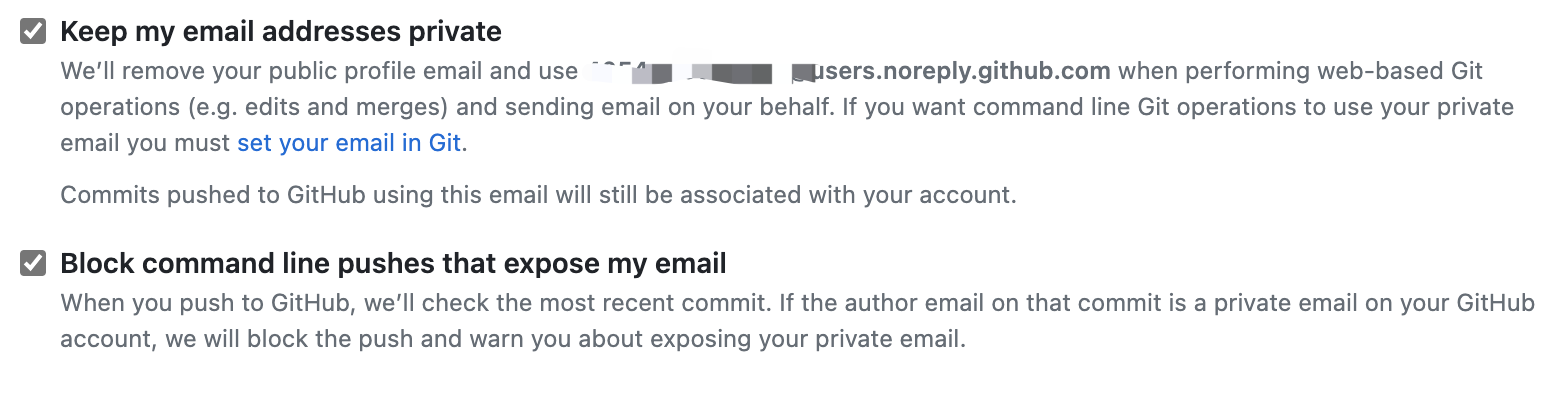 Keep my email addresses private
We’ll remove your public profile email and use users.noreply.github.com when performing web-based Git
operations (e.g. edits and merges) and sending email on your behalf. If you want command line Git operations to use your private
email you must set your email in Git.
Commits pushed to GitHub using this email will still be associated with your account.
Block command line pushes that expose my email
When you push to GitHub, we’ll check the most recent commit. If the author email on that commit is a private email on your GitHub
account, we will block the push and warn you about exposing your private email.